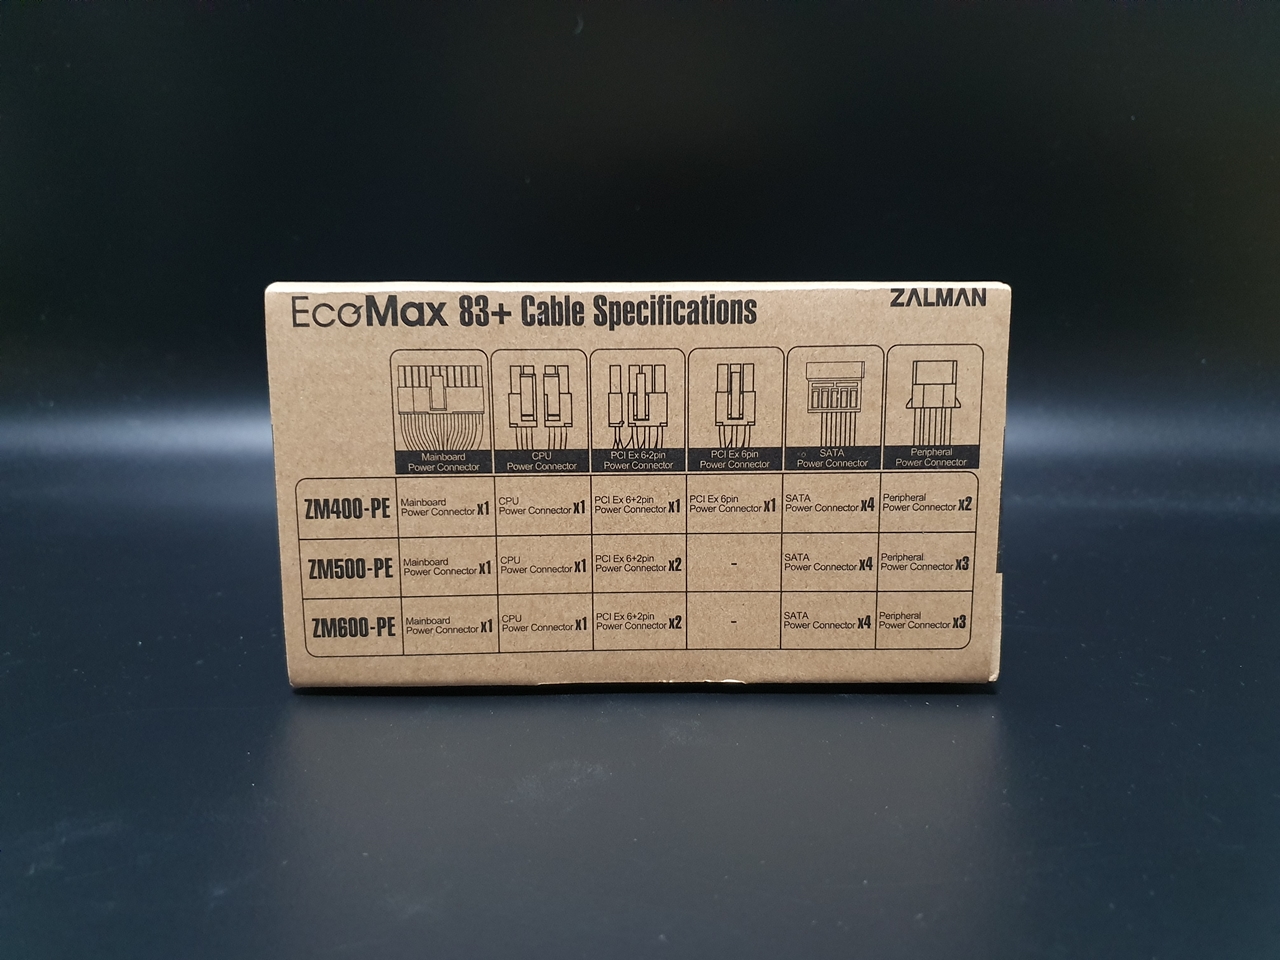 EcoMax 83+ Cable Specifications
ZALMAN
Mainboard
Power Connector
CPU
Power Connector
PCI Ex 6-2pin
Power Connector
PCI Ex 6pin
Power Connector
SATA
Power Connector
Peripheral
Power Connector
ZM400-PE
Mainboard
Power Connector x1
CPU
Power Connector x1
PCI Ex 6+2pin
Power Connector x1
PCI Ex 6pin
Power Connector x1
SATA
Power Connector x4
Peripheral
Power Connector x2
ZM500-PE
Mainboard
Power Connector x1
CPU
Power Connector x1
PCI Ex 6+2pin
Power Connector x2
-
SATA
Power Connector x4
Peripheral
Power Connector x3
ZM600-PE
Mainboard
Power Connector x1
CPU
Power Connector x1
PCI Ex 6+2pin
Power Connector x2
-
SATA
Power Connector x4
Peripheral
Power Connector x3